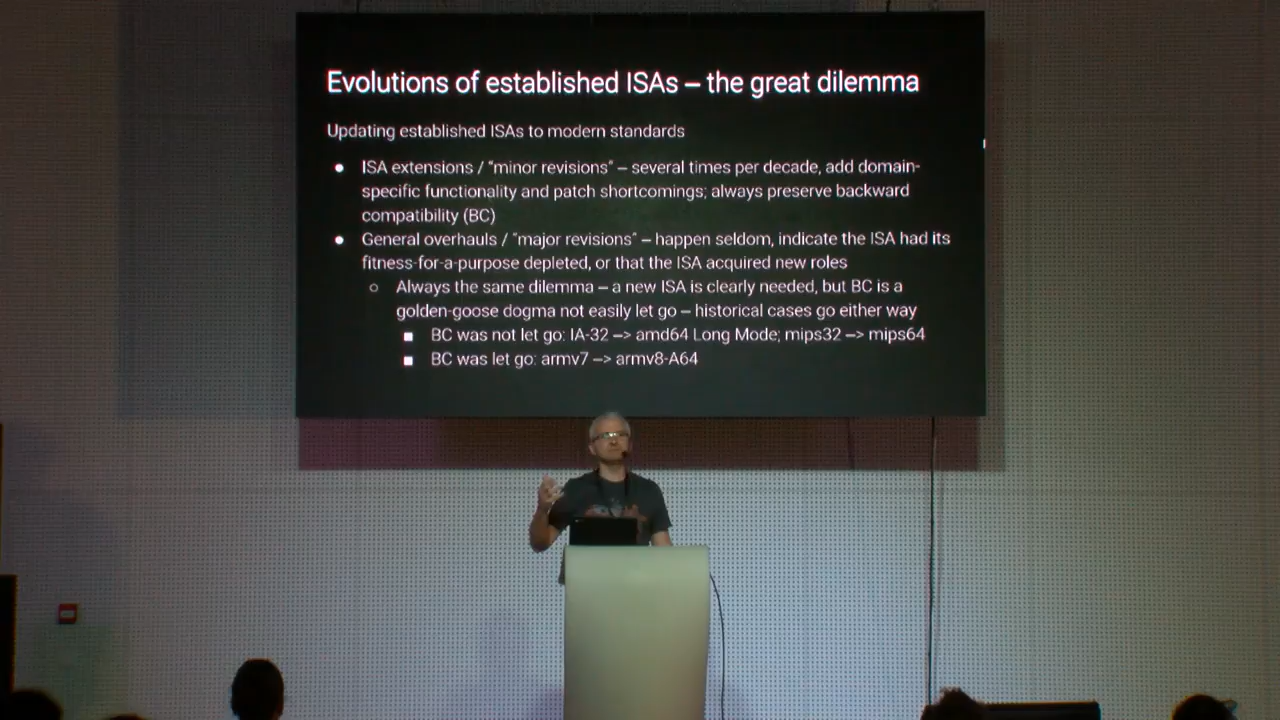 Evolutions of established ISAs – the great dilemma
Updating established ISAs to modern standards
● ISA extensions / "minor revisions" – several times per decade, add domain-
specific functionality and patch shortcomings; always preserve backward
compatibility (BC)
● General overhauls / "major revisions" – happen seldom, indicate the ISA had its
fitness-for-a-purpose depleted, or that the ISA acquired new roles
○ Always the same dilemma – a new ISA is clearly needed, but BC is a
golden-goose dogma not easily let go – historical cases go either way
■ BC was not let go: IA-32 –> amd64 Long Mode; mips32 –> mips64
■ BC was let go: armv7 –> armv8-A64